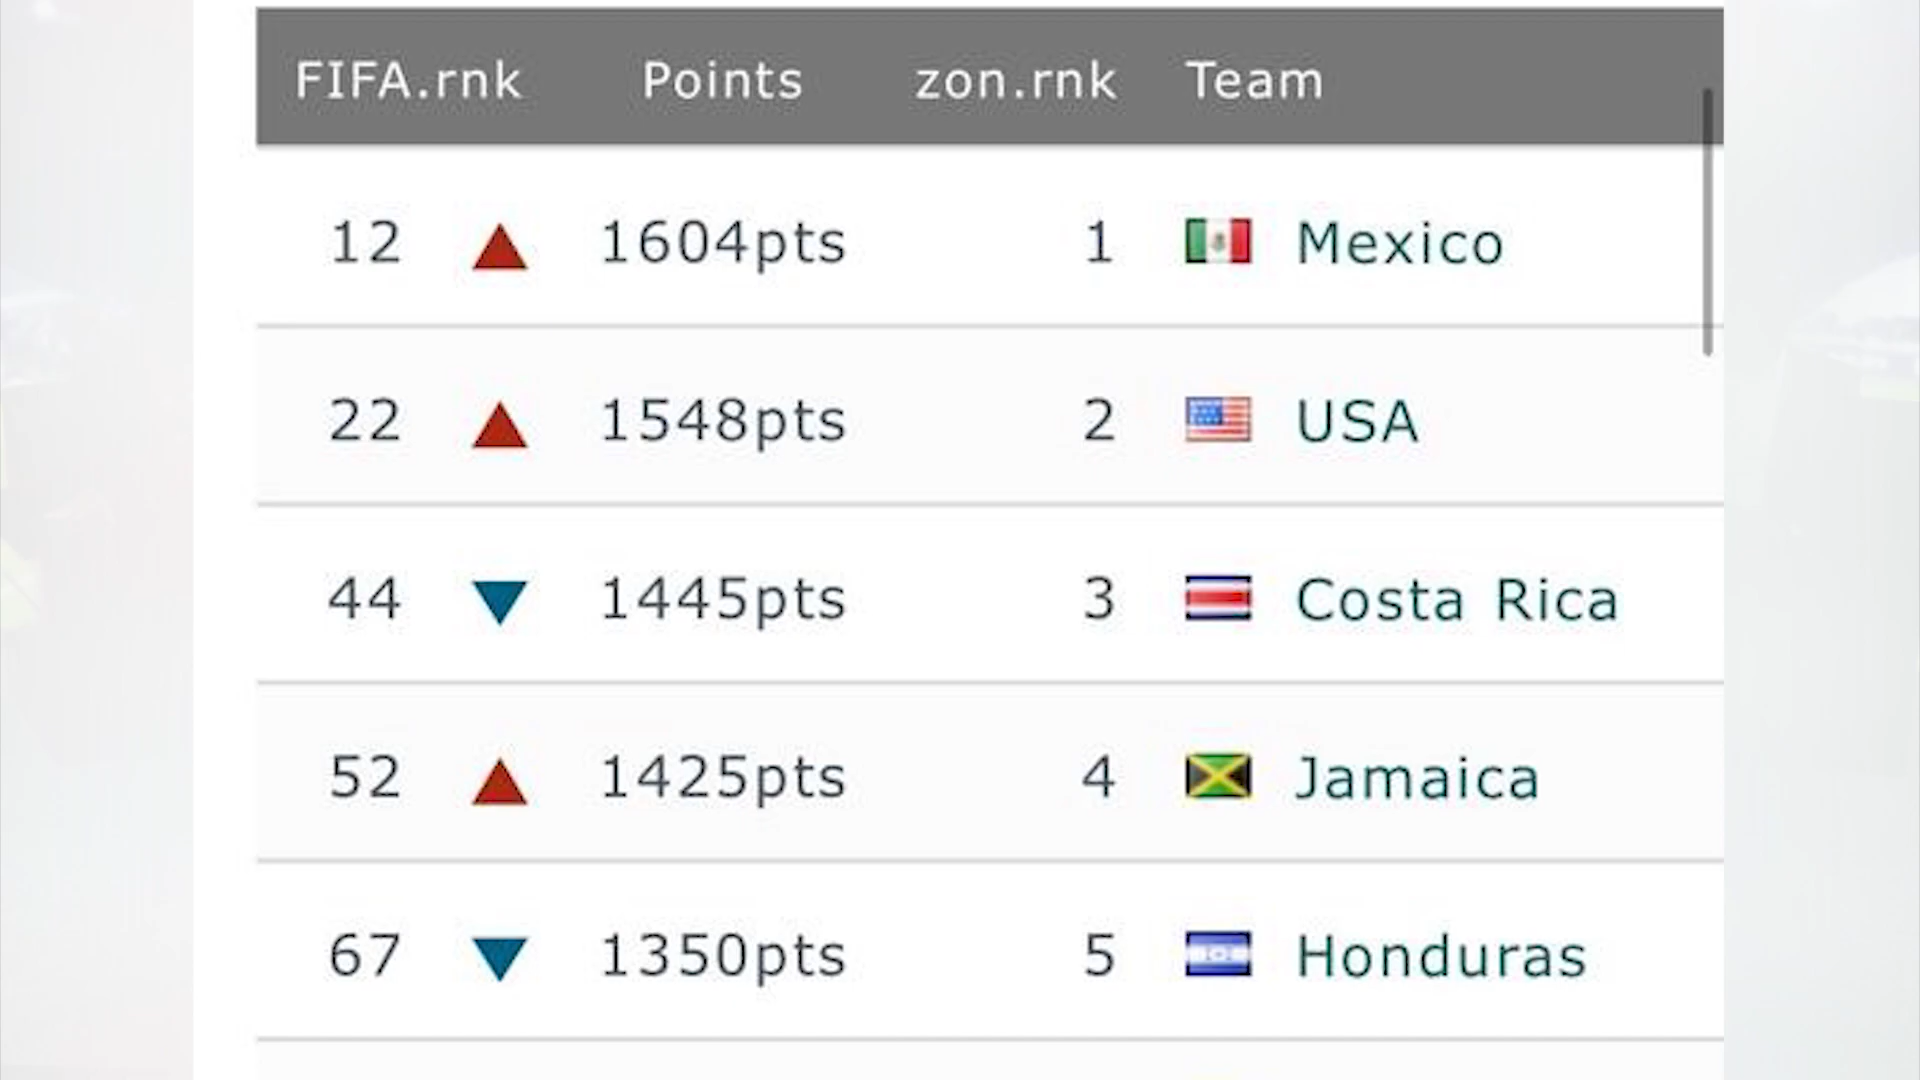 FIFA.rnk Points zon.rnk Team
12 ▲ 1604pts 1 Mexico
22 ▲ 1548pts 2 USA
44 ▼ 1445pts 3 Costa Rica
52 ▲ 1425pts 4 Jamaica
67 ▼ 1350pts 5 Honduras